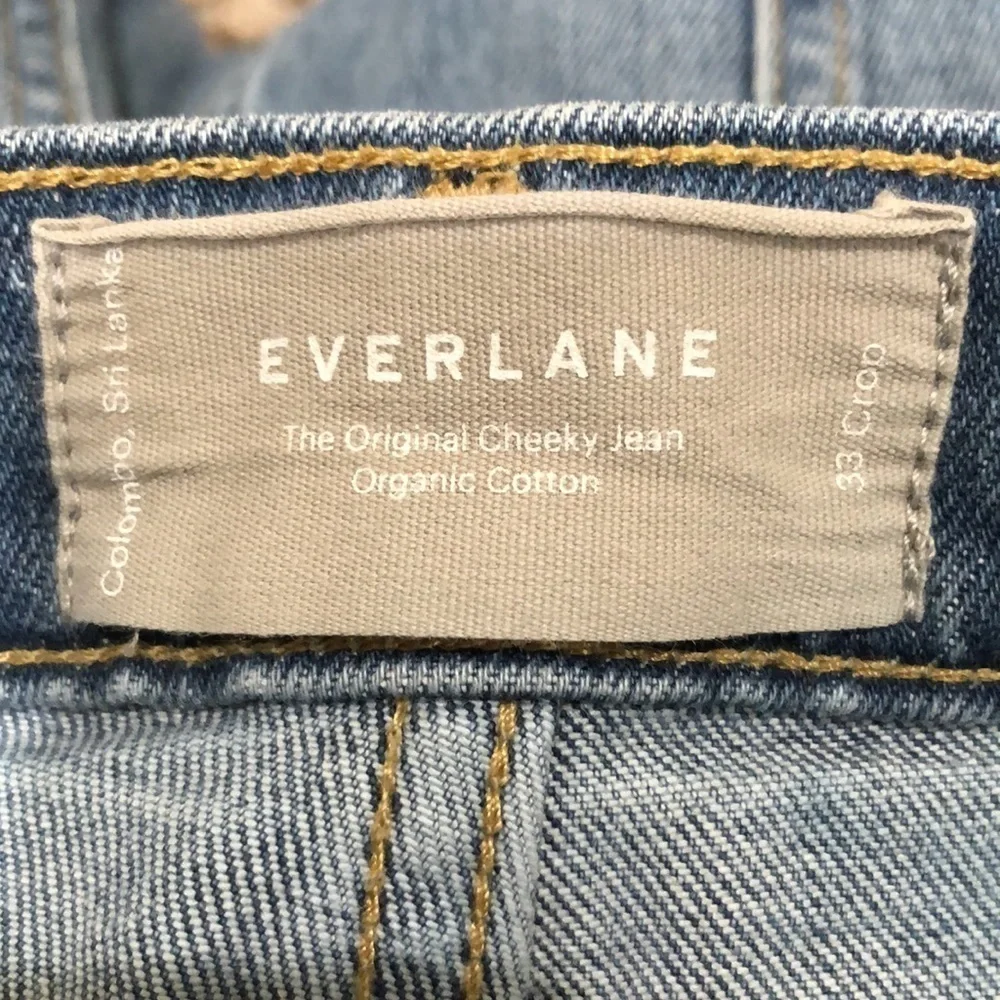 EVERLANE
The Original Cheeky Jean
Organic Cotton
Colombo, Sri Lanka
33 Crop